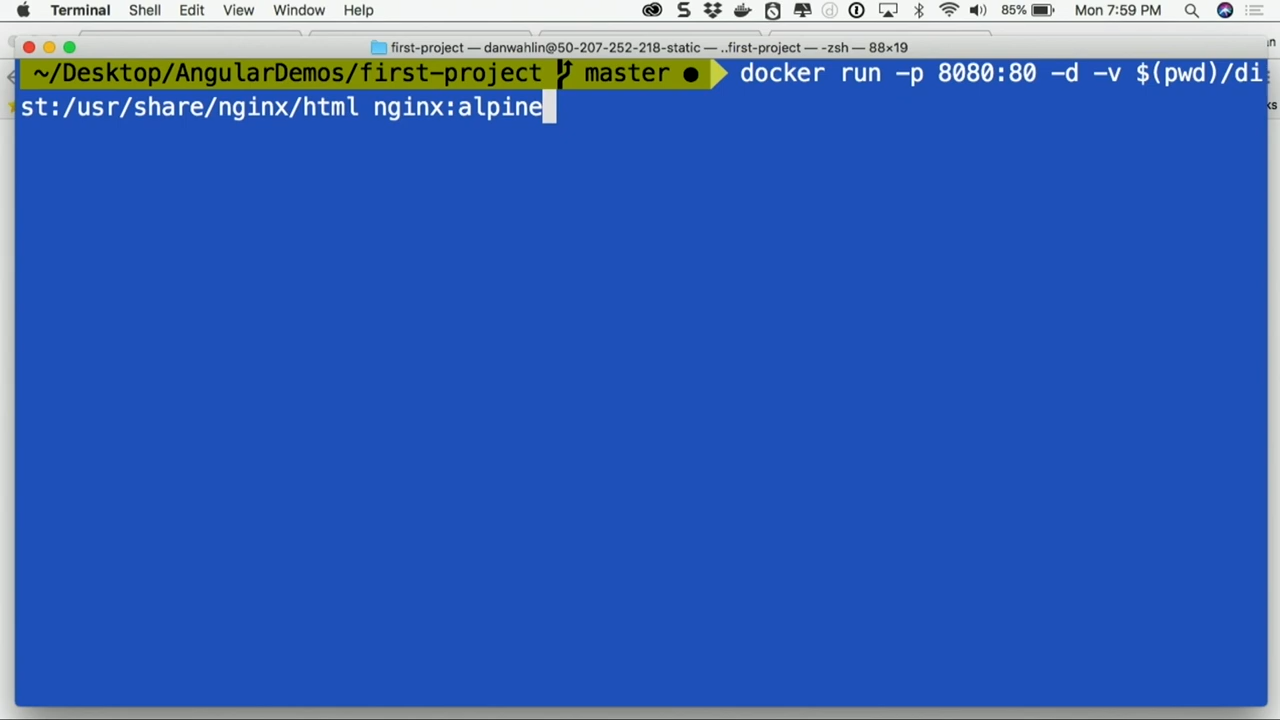 Terminal Shell Edit View Window Help 85% Mon 7:59 PM
first-project — danwahlin@50-207-252-218-static — ..first-project — -zsh — 88×19
~/Desktop/AngularDemos/first-project master ● docker run -p 8080:80 -d -v $(pwd)/di
st:/usr/share/nginx/html nginx:alpine